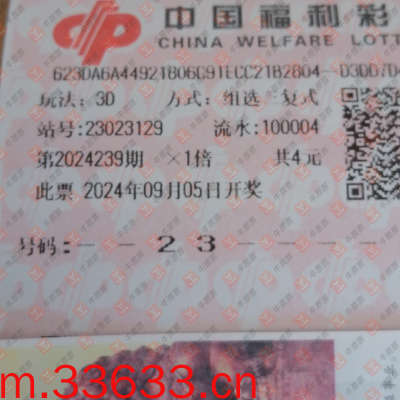 中国福利彩
CHINA WELFARE LOTT
玩法:3D 方式:组选三复式
站号:23023129 流水:100004
第2024239期 ×1倍 共4元
此票 2024年09月05日开奖
号码: - - 2 3 - - - -
m.33633.cn